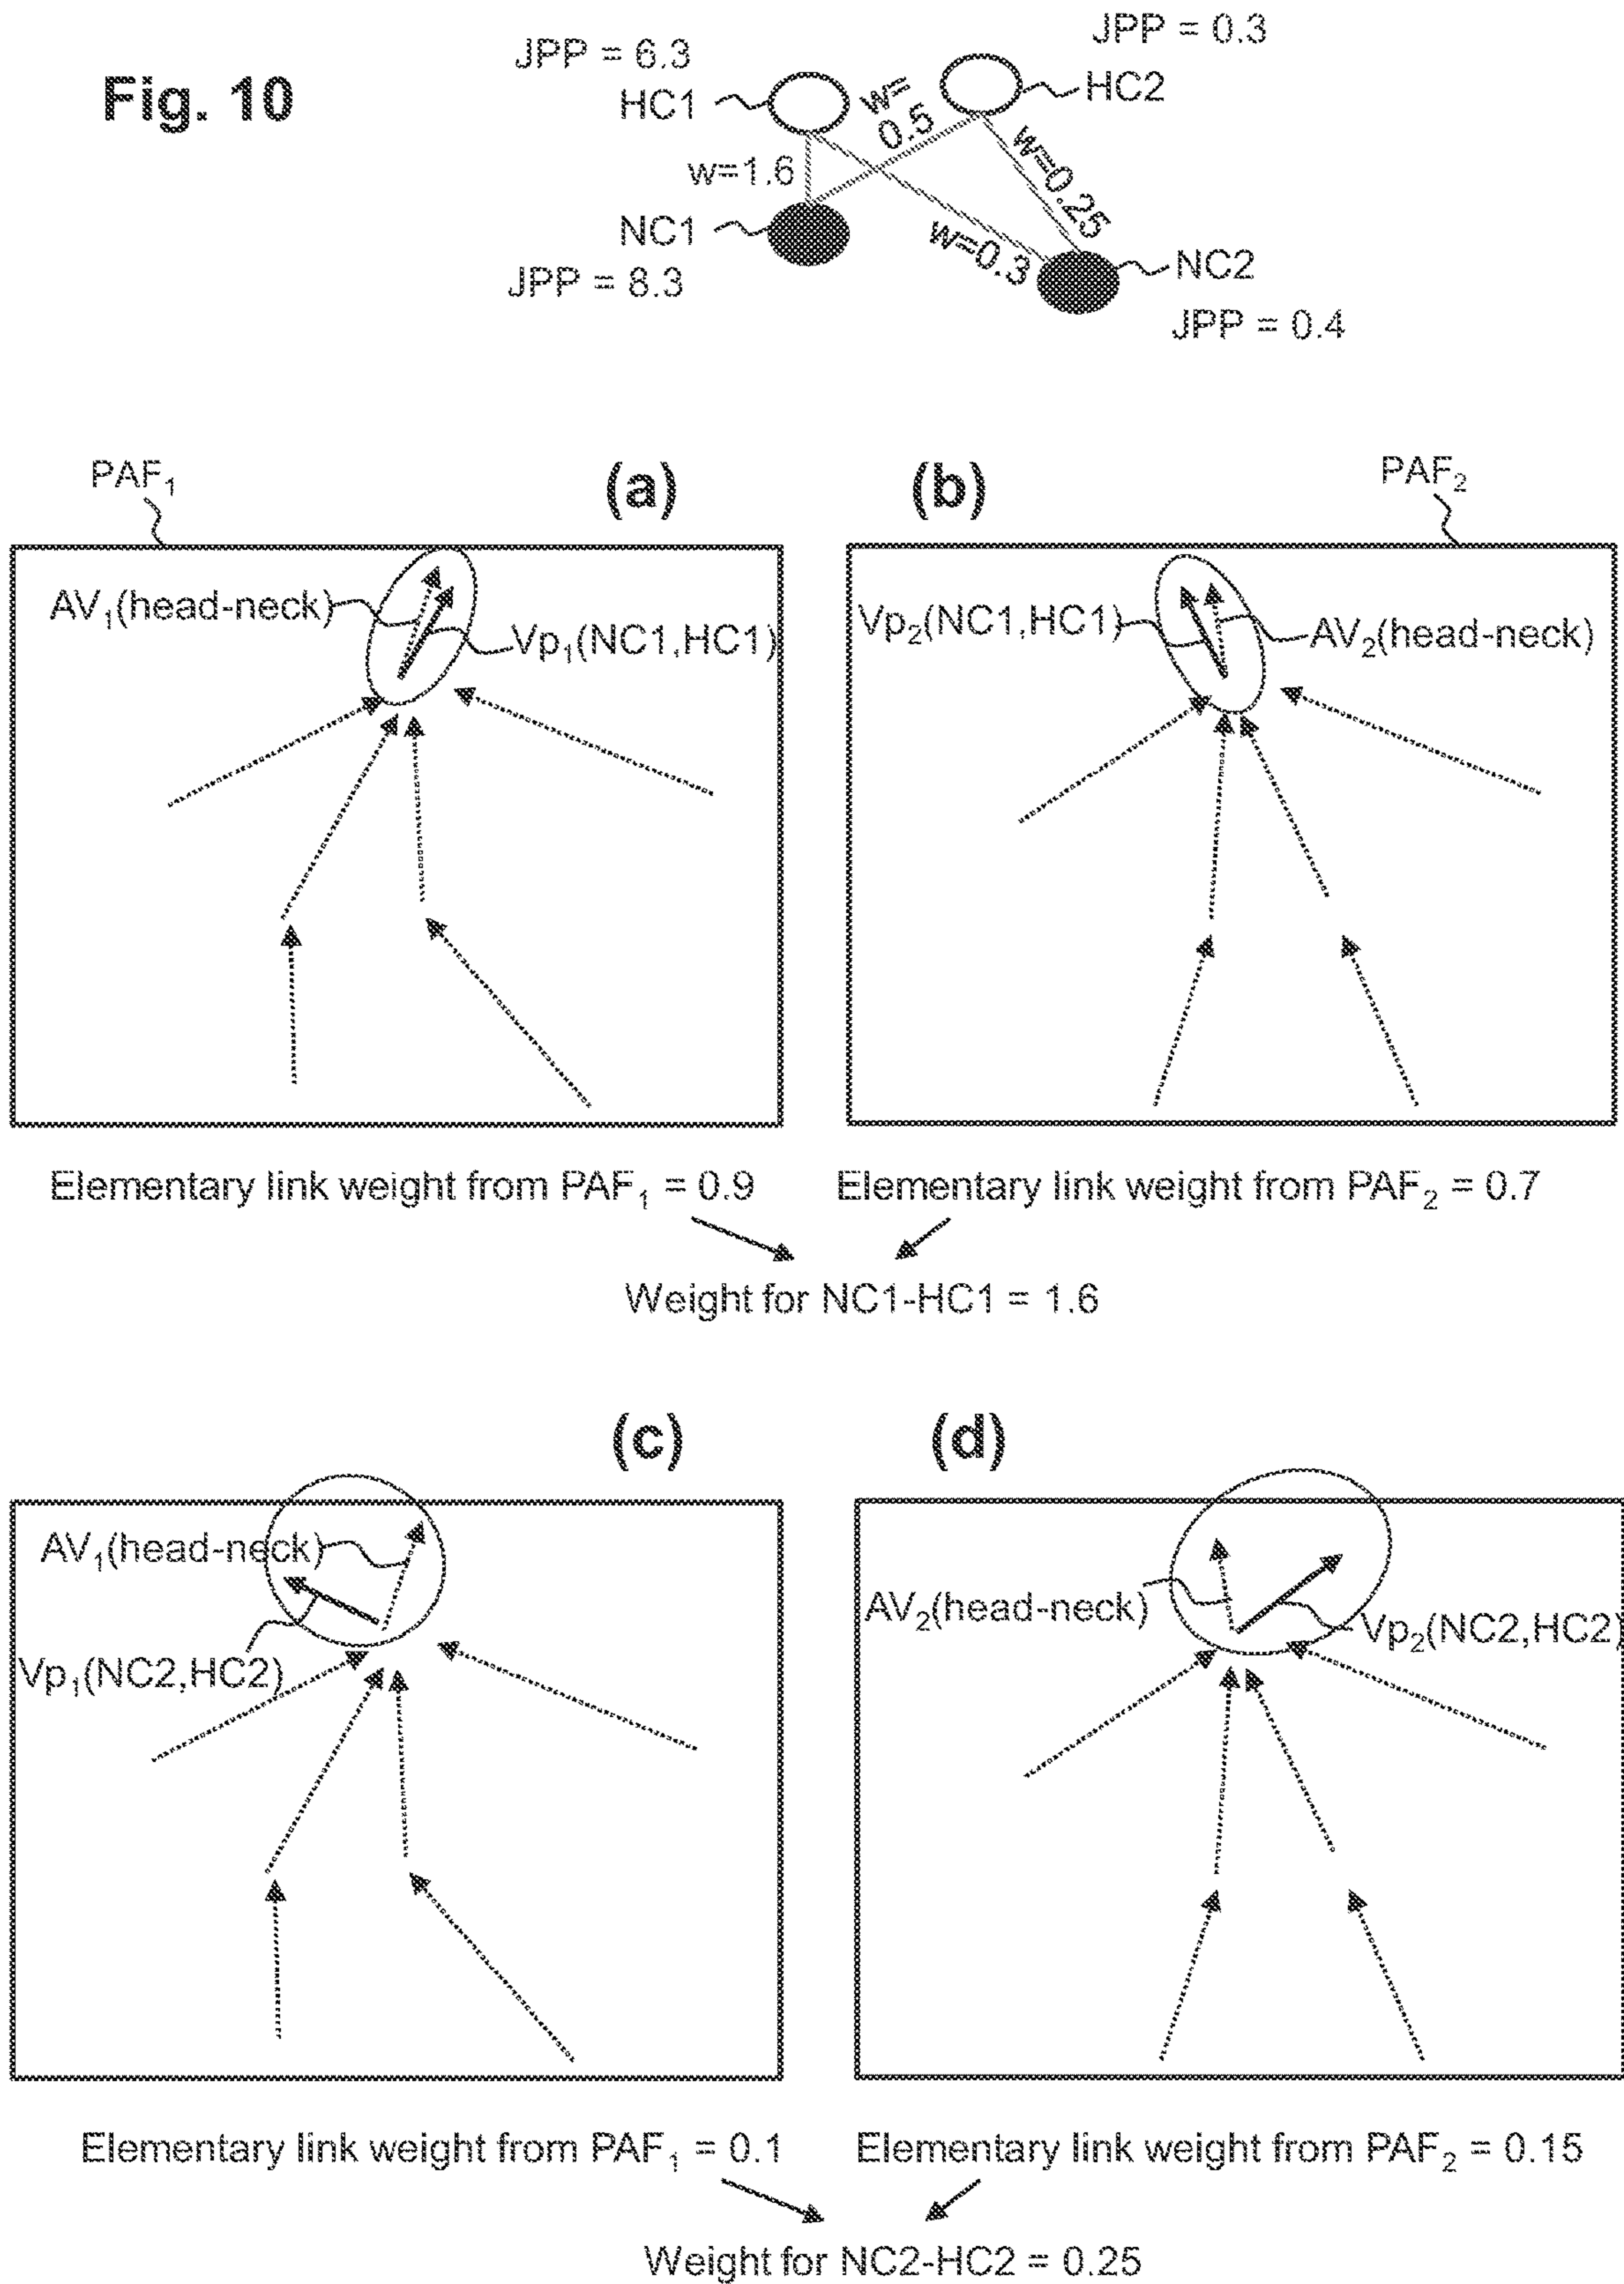 Fig. 10
JPP = 6.3
JPP = 0.3
HC1
HC2
w=
0.5
w=1.6
w=0.25
NC1
w=0.3
NC2
JPP = 8.3
JPP = 0.4
PAF1
(a)
(b)
PAF2
AV1(head-neck)
Vp1(NC1,HC1)
Vp2(NC1,HC1)
AV2(head-neck)
Elementary link weight from PAF1 = 0.9
Elementary link weight from PAF2 = 0.7
Weight for NC1-HC1 = 1.6
(c)
(d)
AV1(head-neck)
Vp1(NC2,HC2)
AV2(head-neck)
Vp2(NC2,HC2)
Elementary link weight from PAF1 = 0.1
Elementary link weight from PAF2 = 0.15
Weight for NC2-HC2 = 0.25